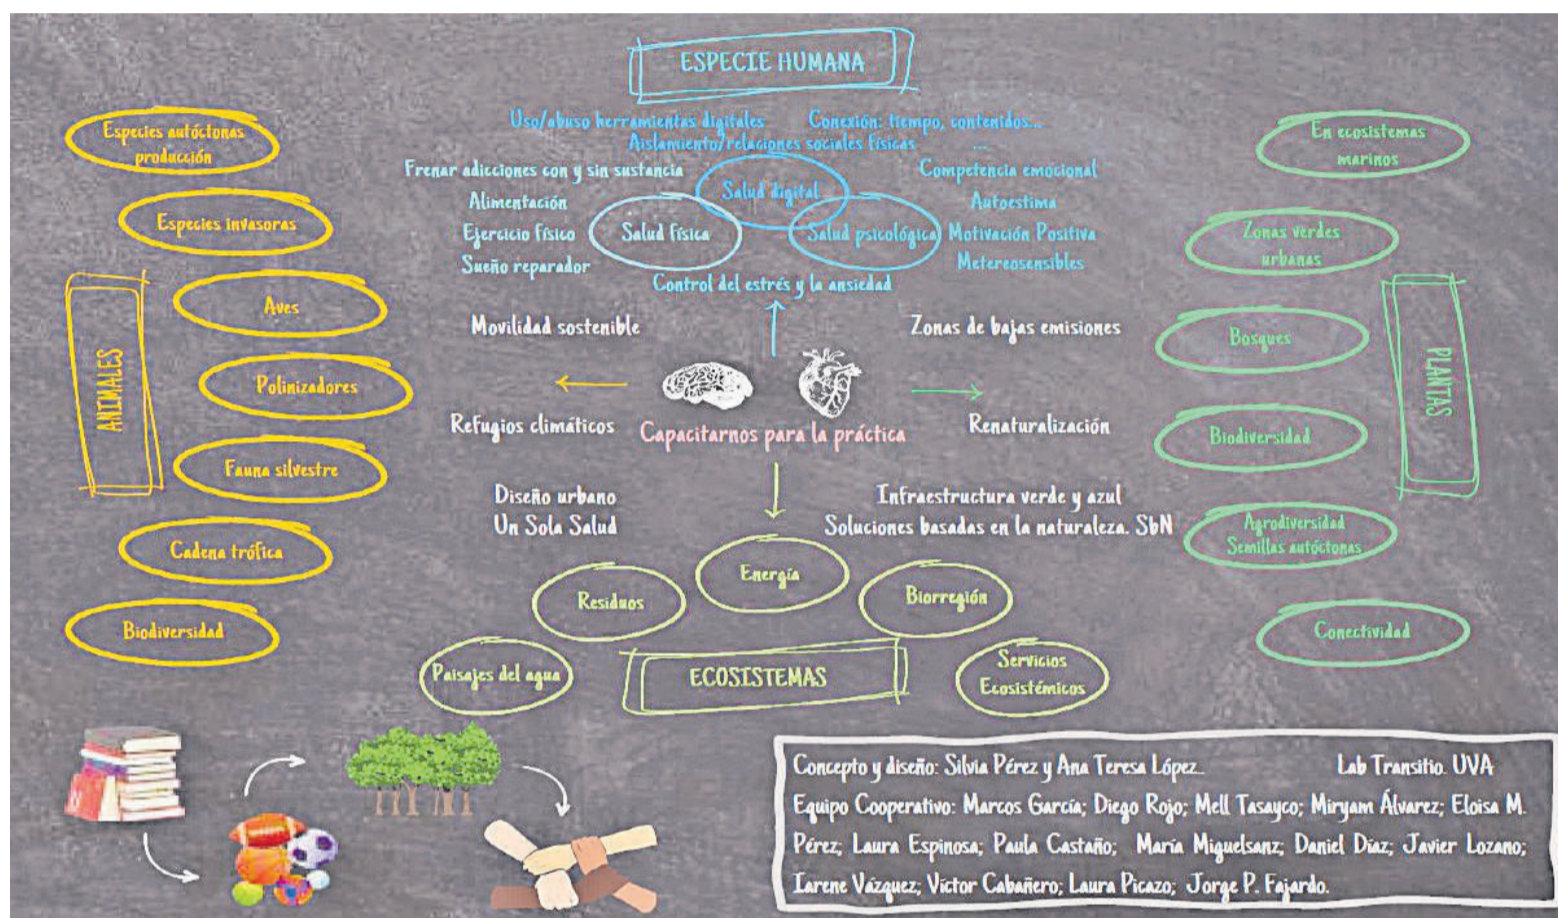 ESPECIE HUMANA
Uso/abuso herramientas digitales
Conexión: tiempo, contenidos...
Aislamiento/relaciones sociales físicas
...
Frenar adicciones con y sin sustancia
Alimentación
Ejercicio físico
Sueño reparador
Salud digital
Salud física
Salud psicológica
Competencia emocional
Autoestima
Motivación Positiva
Metereosensibles
Control del estrés y la ansiedad
ANIMALES
Especies autóctonas
producción
Especies invasoras
Aves
Polinizadores
Fauna silvestre
Cadena trófica
Biodiversidad
Movilidad sostenible
Zonas de bajas emisiones
Refugios climáticos
Capacitarnos para la práctica
Renaturalización
Diseño urbano
Un Sola Salud
Infraestructura verde y azul
Soluciones basadas en la naturaleza. SbN
PLANTAS
En ecosistemas
marinos
Zonas verdes
urbanas
Bosques
Biodiversidad
Agrodiversidad
Semillas autóctonas
Conectividad
Energía
Residuos
Biorregión
Paisajes del agua
ECOSISTEMAS
Servicios
Ecosistémicos
Concepto y diseño: Silvia Pérez y Ana Teresa López. Lab Transitio. UVA
Equipo Cooperativo: Marcos García; Diego Rojo; Mell Tasayco; Miryam Álvarez; Eloisa M.
Pérez; Laura Espinosa; Paula Castaño; María Miguelsanz; Daniel Díaz; Javier Lozano;
Iarene Vázquez; Víctor Cabañero; Laura Picazo; Jorge P. Fajardo.